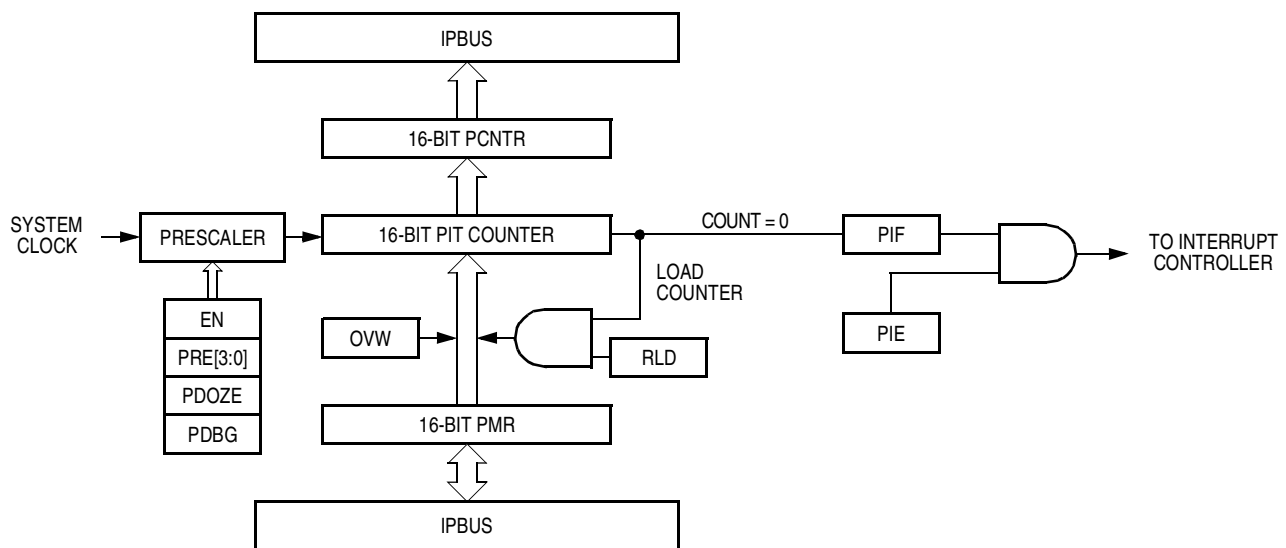 IPBUS
16-BIT PCNTR
SYSTEM
CLOCK
PRESCALER
16-BIT PIT COUNTER
COUNT = 0
PIF
TO INTERRUPT
CONTROLLER
LOAD
COUNTER
EN
PRE[3:0]
PDOZE
PDBG
OVW
RLD
PIE
16-BIT PMR
IPBUS